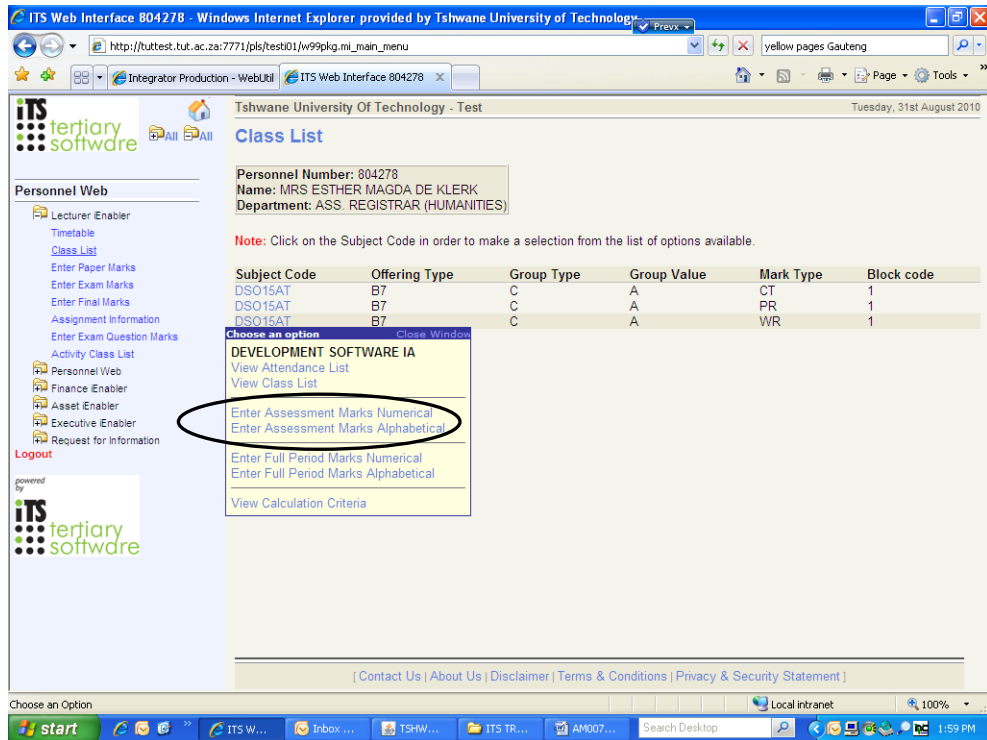 ITS Web Interface 804278 - Windows Internet Explorer provided by Tshwane University of Technology
Prevx
http://tuttest.tut.ac.za:7771/pls/testi01/w99pkg.mi_main_menu
yellow pages Gauteng
Integrator Production - WebUtil
ITS Web Interface 804278
Page
Tools
iTS
tertiary
software
All
All
Personnel Web
Lecturer iEnabler
Timetable
Class List
Enter Paper Marks
Enter Exam Marks
Enter Final Marks
Assignment Information
Enter Exam Question Marks
Activity Class List
Personnel Web
Finance iEnabler
Asset iEnabler
Executive iEnabler
Request for Information
Logout
powered
by
iTS
tertiary
software
Tshwane University Of Technology - Test Tuesday, 31st August 2010
Class List
Personnel Number: 804278
Name: MRS ESTHER MAGDA DE KLERK
Department: ASS. REGISTRAR (HUMANITIES)
Note: Click on the Subject Code in order to make a selection from the list of options available.
Subject Code Offering Type Group Type Group Value Mark Type Block code
DSO15AT B7 C A CT 1
DSO15AT B7 C A PR 1
DSO15AT B7 C A WR 1
Choose an option Close Window
DEVELOPMENT SOFTWARE IA
View Attendance List
View Class List
Enter Assessment Marks Numerical
Enter Assessment Marks Alphabetical
Enter Full Period Marks Numerical
Enter Full Period Marks Alphabetical
View Calculation Criteria
[ Contact Us | About Us | Disclaimer | Terms & Conditions | Privacy & Security Statement ]
Choose an Option
Local intranet
100%
start
ITS W...
Inbox ...
TSHW...
ITS TR...
AM007...
Search Desktop
1:59 PM